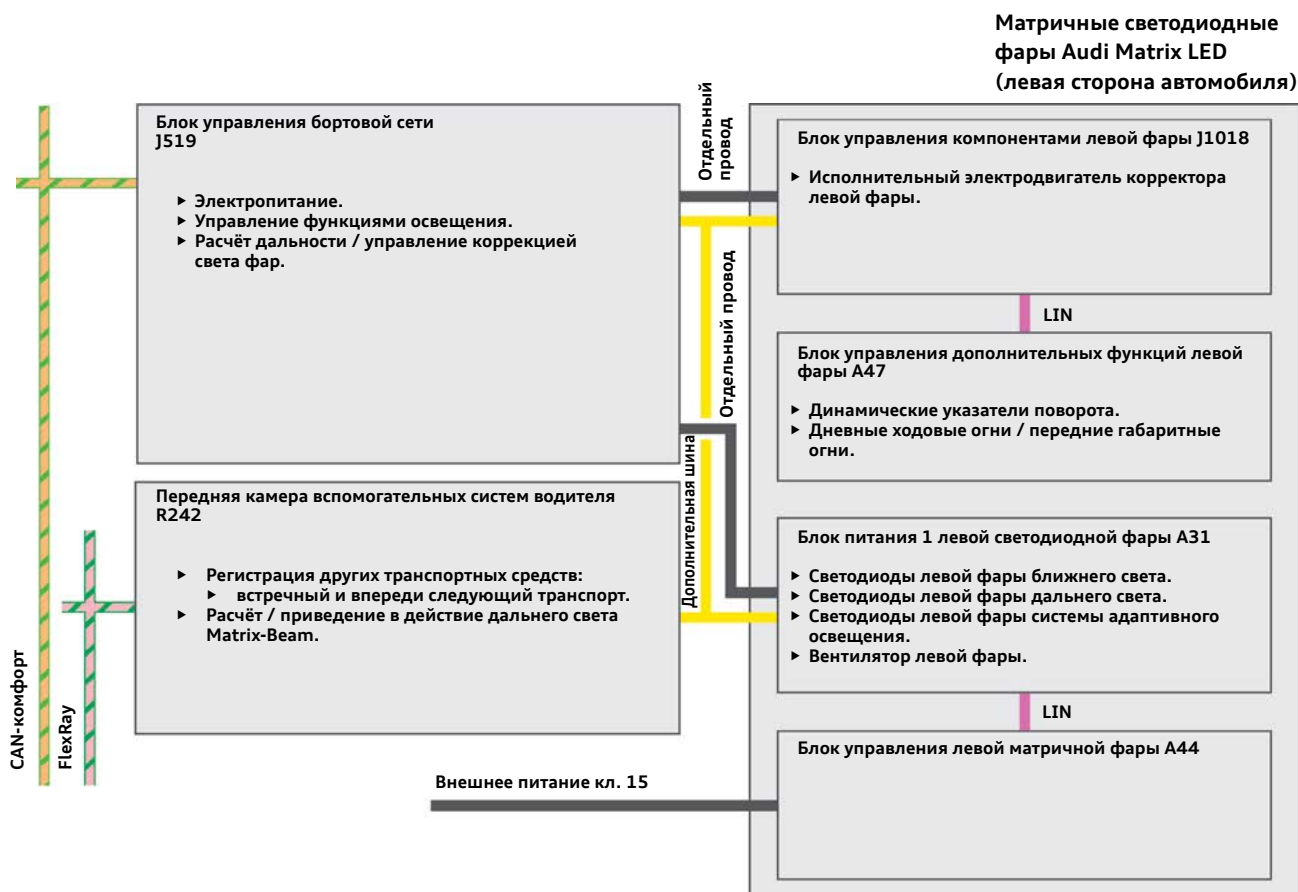 Матричные светодиодные
фары Audi Matrix LED
(левая сторона автомобиля)
Блок управления бортовой сети
J519
▶ Электропитание.
▶ Управление функциями освещения.
▶ Расчёт дальности / управление коррекцией
света фар.
Отдельный
провод
Блок управления компонентами левой фары J1018
▶ Исполнительный электродвигатель корректора
левой фары.
LIN
Отдельный провод
Блок управления дополнительных функций левой
фары A47
▶ Динамические указатели поворота.
▶ Дневные ходовые огни / передние габаритные
огни.
Передняя камера вспомогательных систем водителя
R242
▶ Регистрация других транспортных средств:
▶ встречный и впереди следующий транспорт.
▶ Расчёт / приведение в действие дальнего света
Matrix-Beam.
Дополнительная шина
Блок питания 1 левой светодиодной фары A31
▶ Светодиоды левой фары ближнего света.
▶ Светодиоды левой фары дальнего света.
▶ Светодиоды левой фары системы адаптивного
освещения.
▶ Вентилятор левой фары.
LIN
CAN-комфорт
FlexRay
Блок управления левой матричной фары A44
Внешнее питание кл. 15